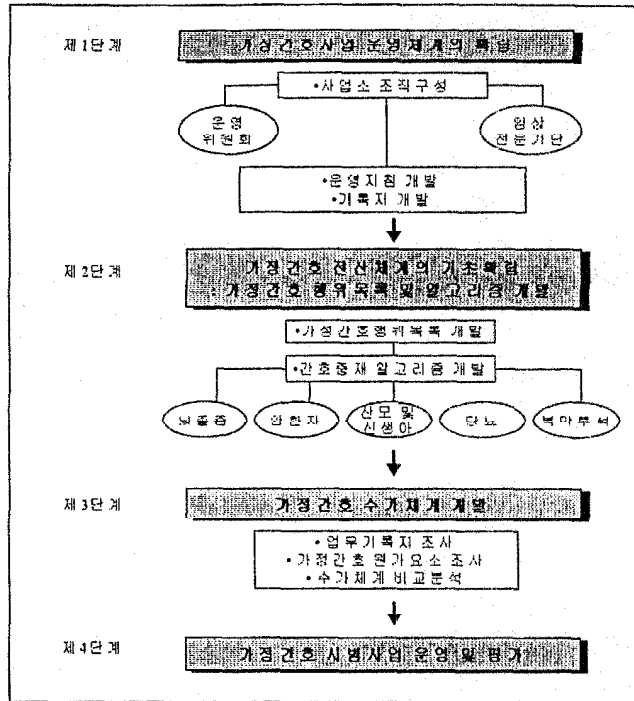 제1단계
가정간호사업 운영체계의 확립
•사업소 조직구성
운영
위원회
임상
전문가단
•운영지침 개발
•기록지 개발
제2단계
가정간호 전산체계의 기초확립
: 가정간호 행위목록 및 알고리즘 개발
•가정간호행위목록 개발
•간호중재 알고리즘 개발
뇌졸중
암환자
산모 및
신생아
당뇨
복막투석
제3단계
가정간호 수가체계 개발
• 업무기록지 조사
• 가정간호 원가요소 조사
• 수가체계 비교분석
제4단계
가정간호 시범사업 운영 및 평가